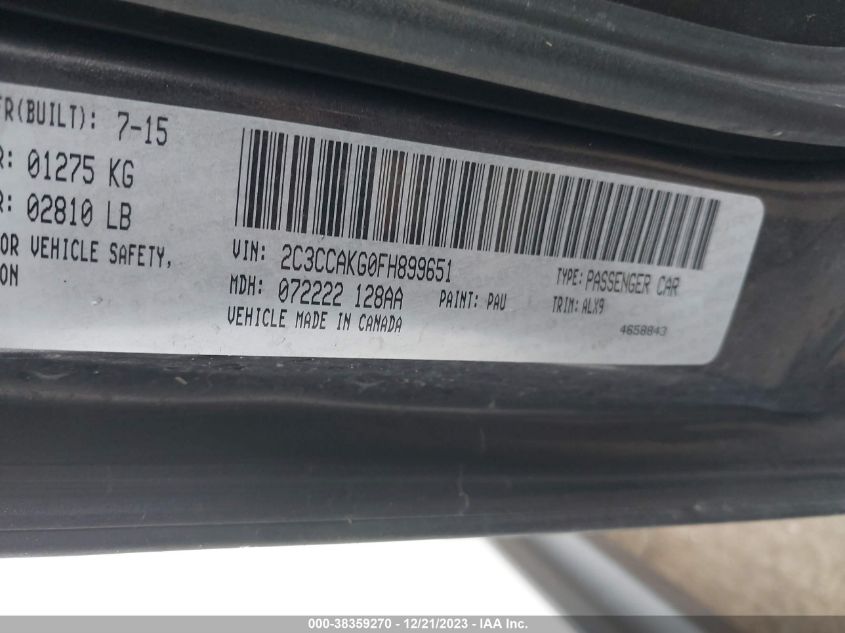 FR(BUILT): 7-15
R: 01275 KG
R: 02810 LB
OR VEHICLE SAFETY,
ON
VIN: 2C3CCAKG0FH899651
MDH: 072222 128AA
PAINT: PAU
VEHICLE MADE IN CANADA
TYPE: PASSENGER CAR
TRIM: ALX9
4658843
000-38359270 - 12/21/2023 - IAA Inc.